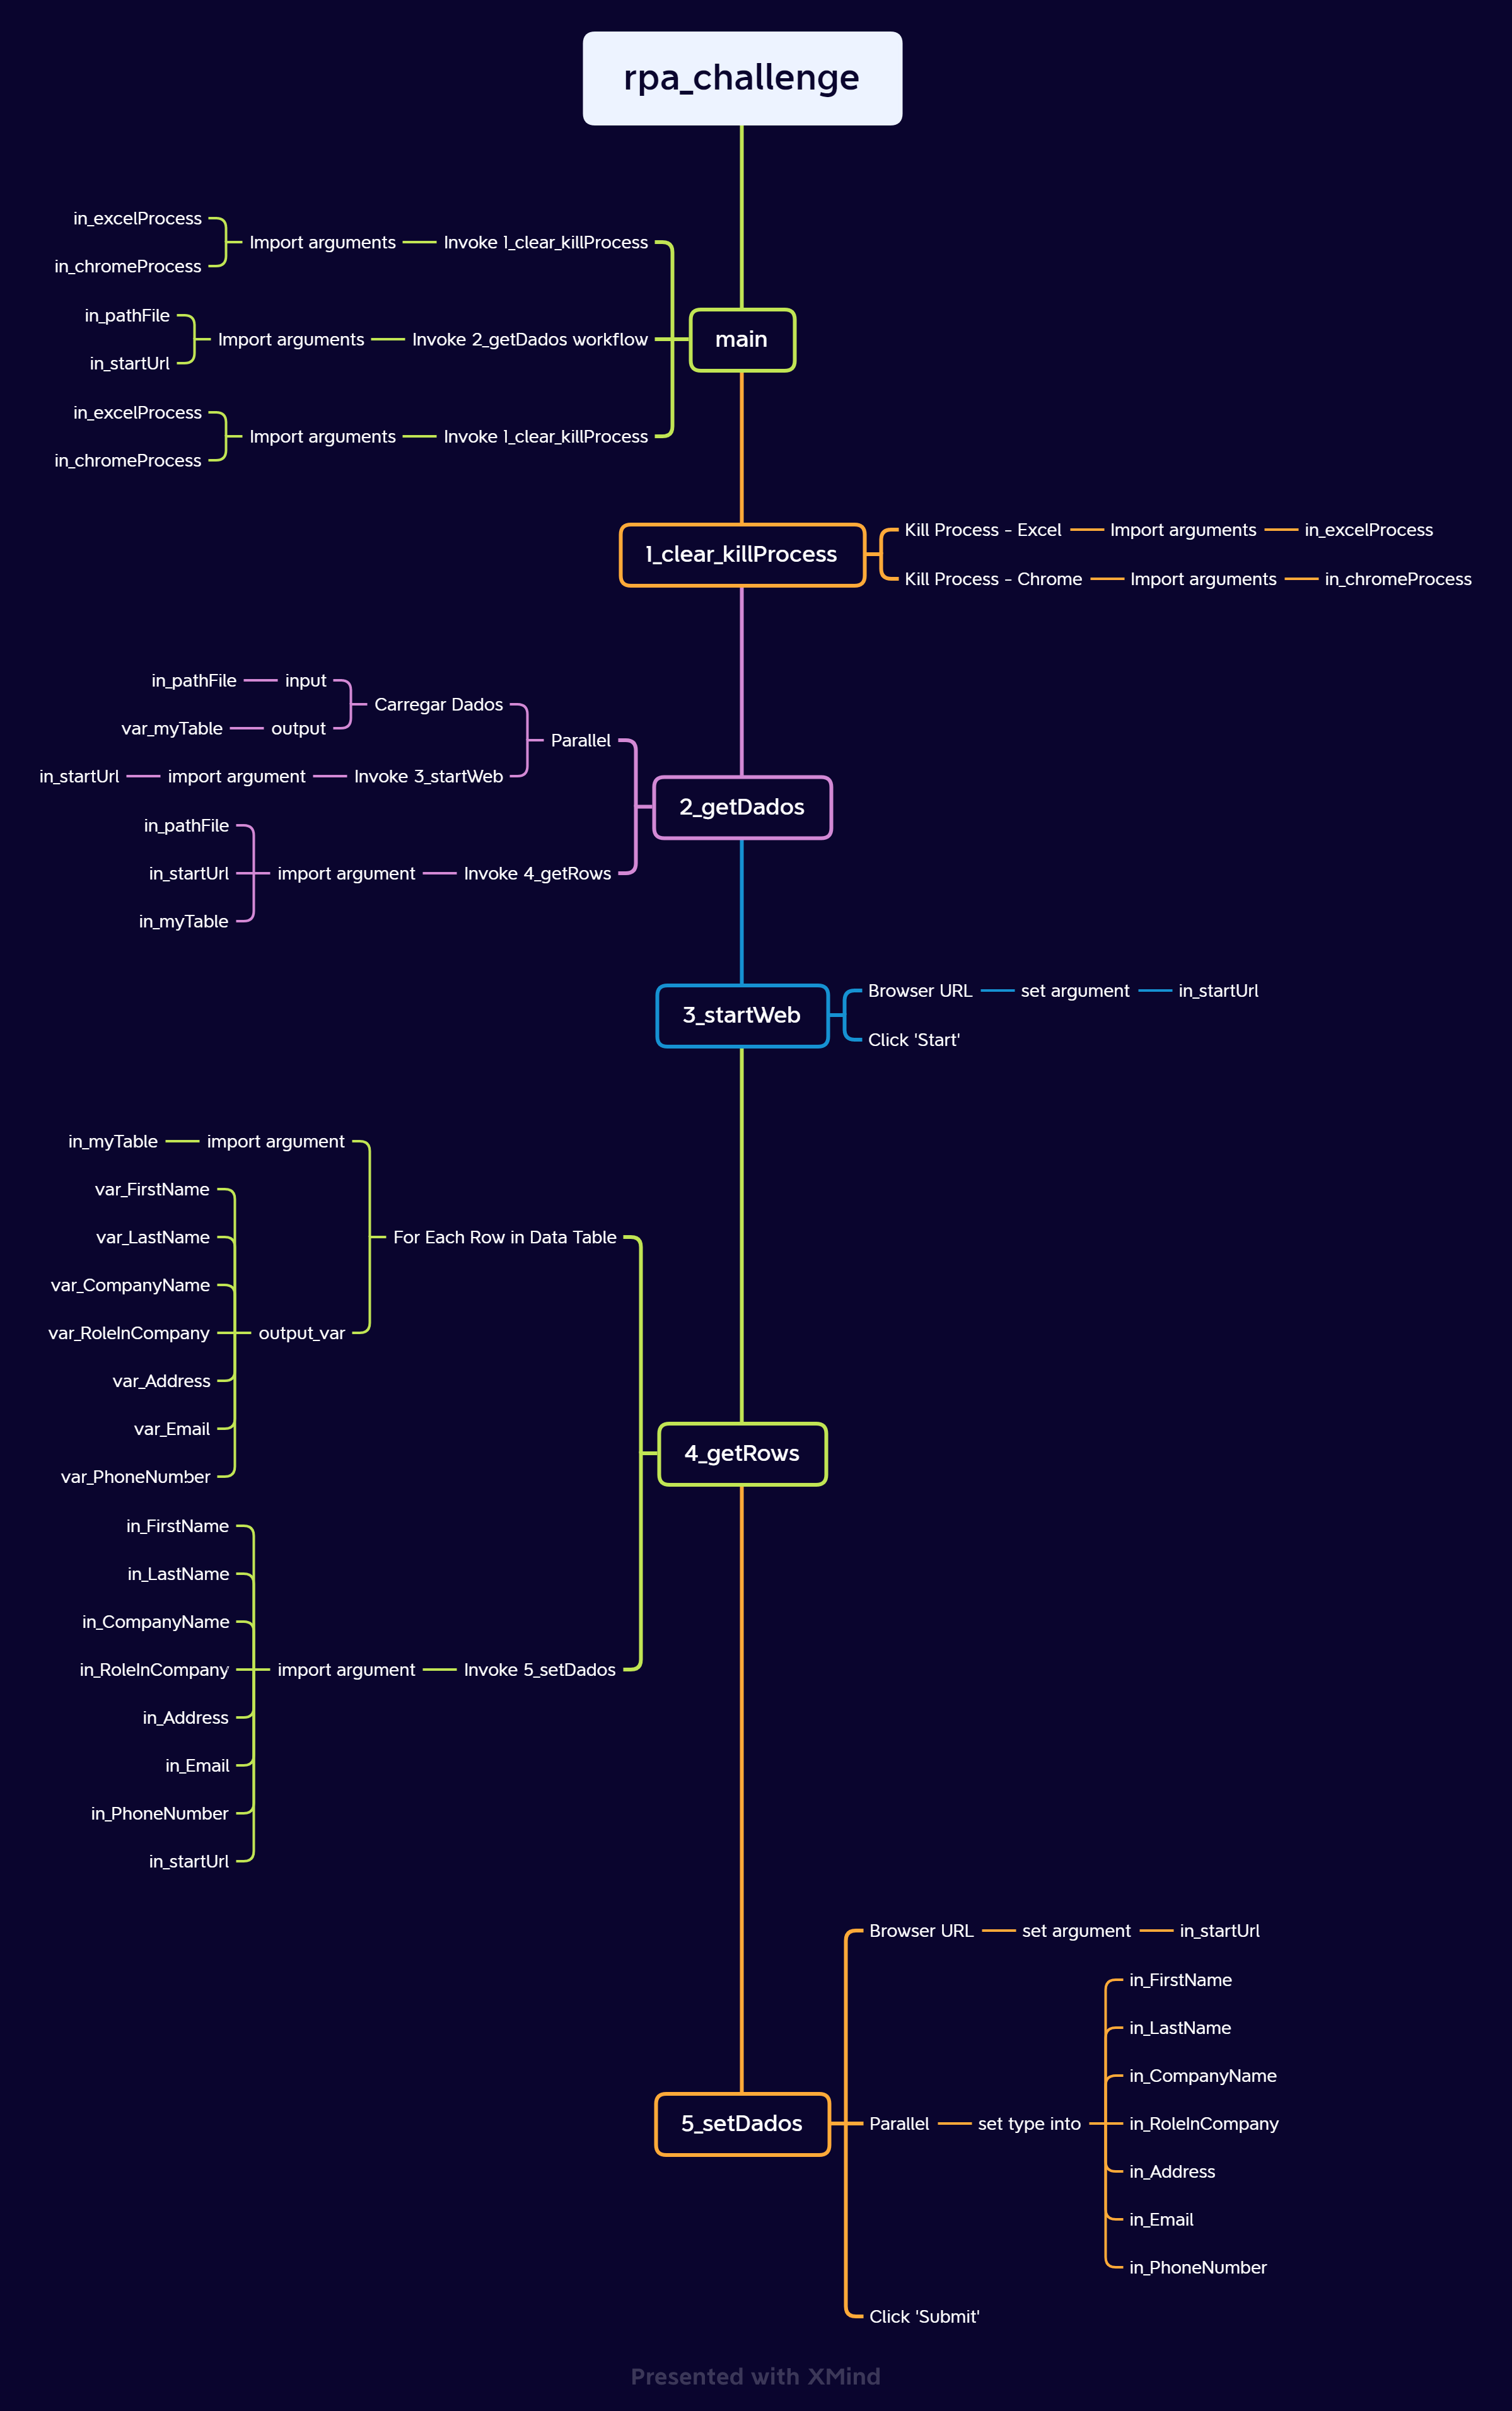 rpa_challenge
main
Invoke 1_clear_killProcess
Import arguments
in_excelProcess
in_chromeProcess
Invoke 2_getDados workflow
Import arguments
in_pathFile
in_startUrl
Invoke 1_clear_killProcess
Import arguments
in_excelProcess
in_chromeProcess
1_clear_killProcess
Kill Process - Excel
Import arguments
in_excelProcess
Kill Process - Chrome
Import arguments
in_chromeProcess
2_getDados
Parallel
Carregar Dados
input
in_pathFile
output
var_myTable
Invoke 3_startWeb
import argument
in_startUrl
Invoke 4_getRows
import argument
in_pathFile
in_startUrl
in_myTable
3_startWeb
Browser URL
set argument
in_startUrl
Click 'Start'
4_getRows
For Each Row in Data Table
import argument
in_myTable
output_var
var_FirstName
var_LastName
var_CompanyName
var_RoleInCompany
var_Address
var_Email
var_PhoneNumber
Invoke 5_setDados
import argument
in_FirstName
in_LastName
in_CompanyName
in_RoleInCompany
in_Address
in_Email
in_PhoneNumber
in_startUrl
5_setDados
Browser URL
set argument
in_startUrl
Parallel
set type into
in_FirstName
in_LastName
in_CompanyName
in_RoleInCompany
in_Address
in_Email
in_PhoneNumber
Click 'Submit'
Presented with XMind